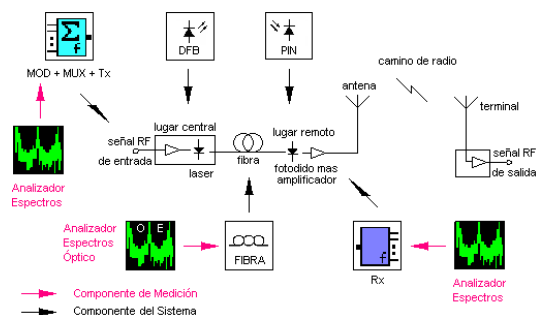 Σ
f
MOD + MUX + Tx
DFB
PIN
antena
camino de radio
terminal
lugar central
lugar remoto
señal RF
de entrada
laser
fibra
fotodido mas
amplificador
señal RF
de salida
Analizador
Espectros
Analizador
Espectros
Óptico
O E
FIBRA
f
Rx
Analizador
Espectros
Componente de Medición
Componente del Sistema